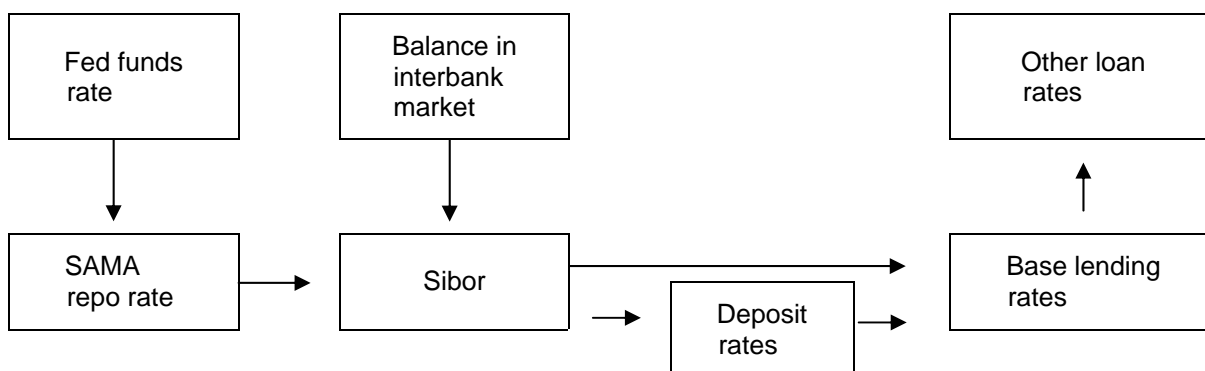 Fed funds
rate
Balance in
interbank
market
Other loan
rates
SAMA
repo rate
Sibor
Base lending
rates
Deposit
rates